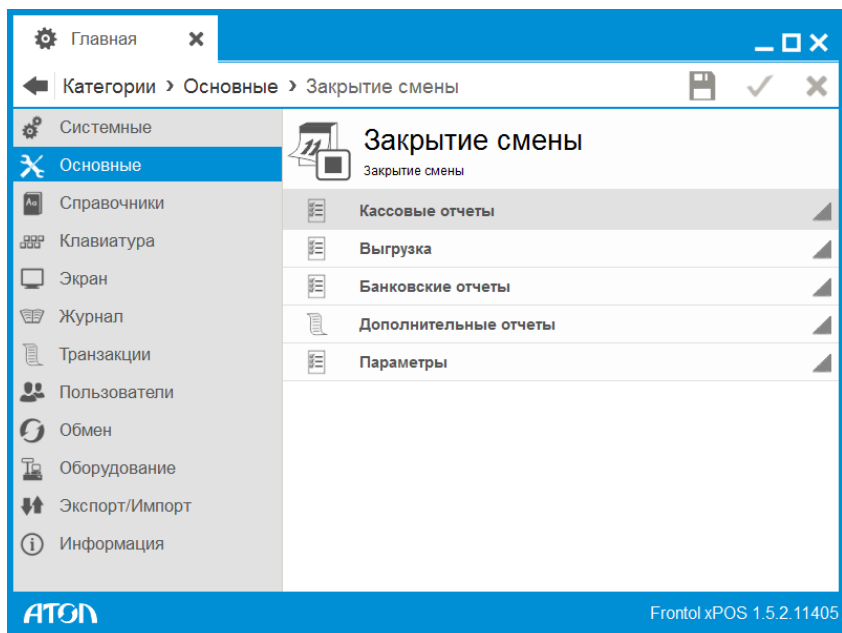 Главная
Категории › Основные › Закрытие смены
Системные
Основные
Справочники
Клавиатура
Экран
Журнал
Транзакции
Пользователи
Обмен
Оборудование
Экспорт/Импорт
Информация
11
Закрытие смены
Закрытие смены
Кассовые отчеты
Выгрузка
Банковские отчеты
Дополнительные отчеты
Параметры
АТОЛ
Frontol xPOS 1.5.2.11405